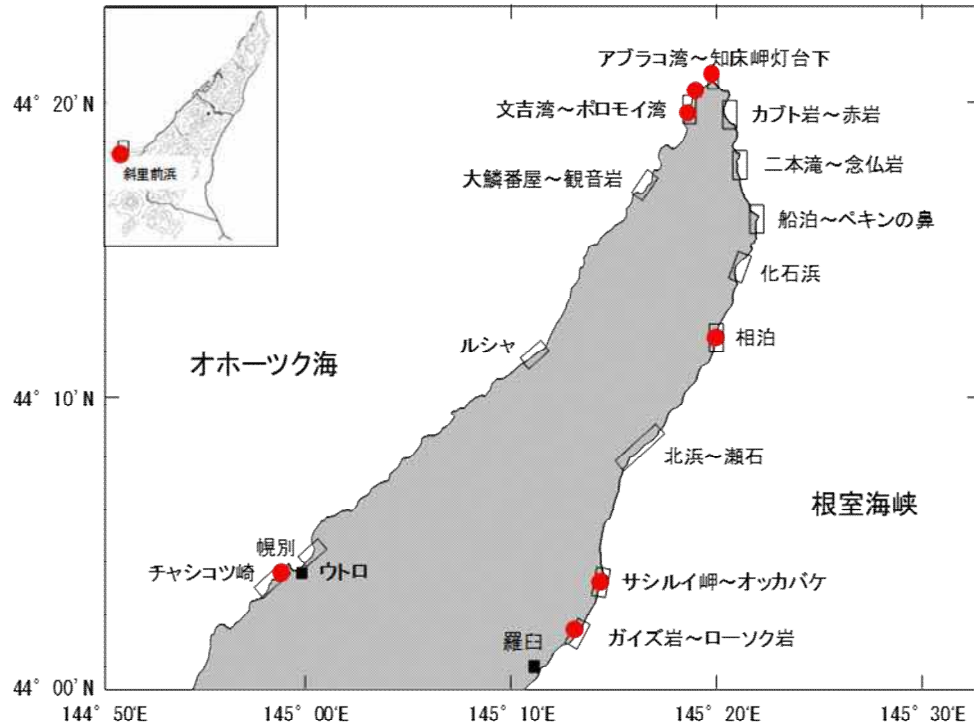 アブラコ湾～知床岬灯台下
44° 20' N
文吉湾～ポロモイ湾
カブト岩～赤岩
斜里前浜
二本滝～念仏岩
大鱗番屋～観音岩
船泊～ペキンの鼻
化石浜
相泊
ルシャ
オホーツク海
44° 10' N
北浜～瀬石
根室海峡
幌別
チャシコツ崎
ウトロ
サシルイ岬～オッカバケ
ガイズ岩～ローソク岩
羅臼
44° 00' N
144° 50'E
145° 00'E
145° 10'E
145° 20'E
145° 30'E